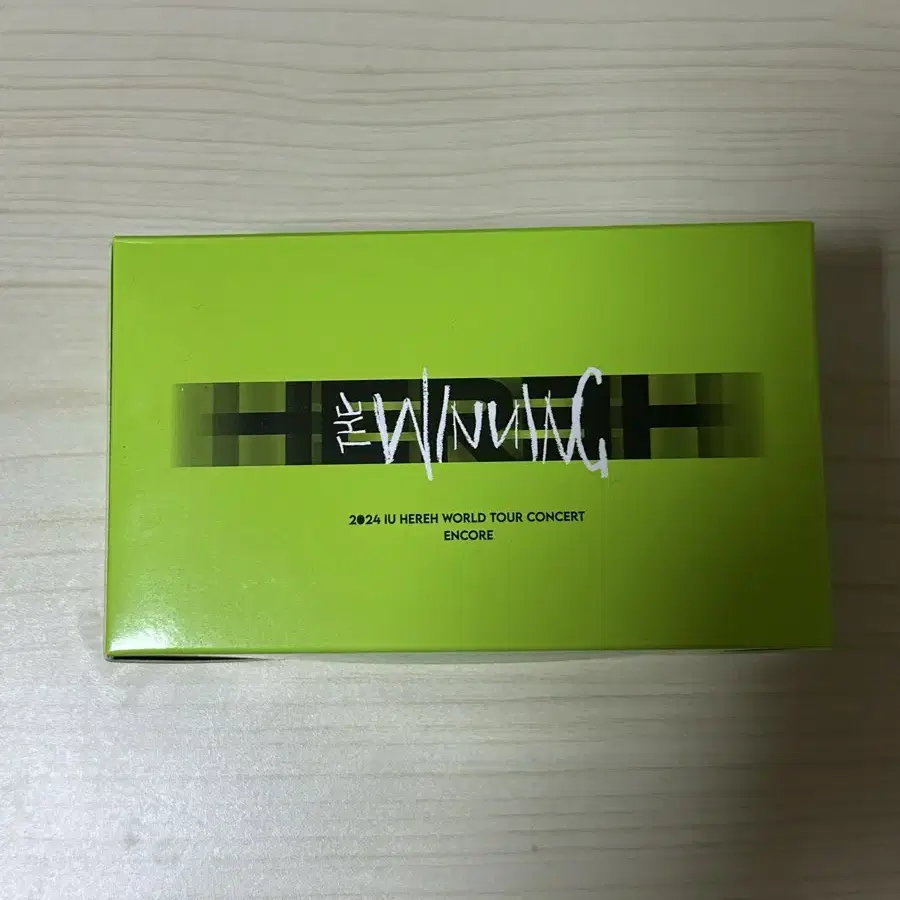 HEREH
THE WINNING
2024 IU HEREH WORLD TOUR CONCERT
ENCORE